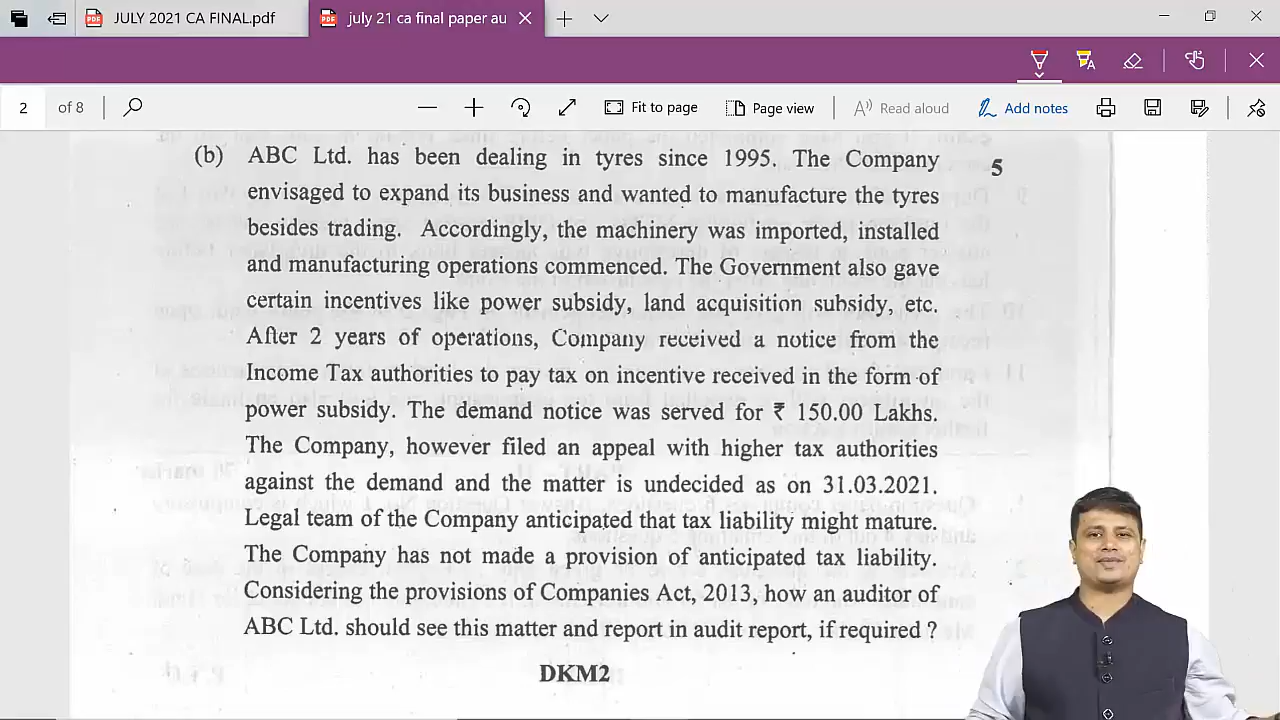 JULY 2021 CA FINAL.pdf
july 21 ca final paper au
2 of 8
Fit to page
Page view
Read aloud
Add notes
(b) ABC Ltd. has been dealing in tyres since 1995. The Company 5
envisaged to expand its business and wanted to manufacture the tyres
besides trading. Accordingly, the machinery was imported, installed
and manufacturing operations commenced. The Government also gave
certain incentives like power subsidy, land acquisition subsidy, etc.
After 2 years of operations, Company received a notice from the
Income Tax authorities to pay tax on incentive received in the form of
power subsidy. The demand notice was served for ₹ 150.00 Lakhs.
The Company, however filed an appeal with higher tax authorities
against the demand and the matter is undecided as on 31.03.2021.
Legal team of the Company anticipated that tax liability might mature.
The Company has not made a provision of anticipated tax liability.
Considering the provisions of Companies Act, 2013, how an auditor of
ABC Ltd. should see this matter and report in audit report, if required ?
DKM2